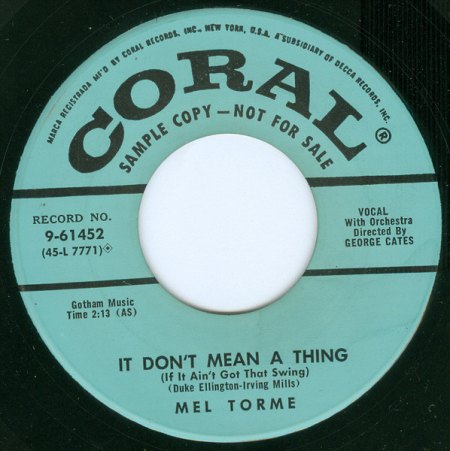 MARCA REGISTRADA MF'D BY CORAL RECORDS, INC., NEW YORK, U.S.A. A SUBSIDIARY OF DECCA RECORDS, INC.
CORAL®
SAMPLE COPY—NOT FOR SALE
RECORD NO.
9-61452
(45-L 7771)
VOCAL
With Orchestra
Directed By
GEORGE CATES
Gotham Music
Time 2:13 (AS)
IT DON'T MEAN A THING
(If It Ain't Got That Swing)
(Duke Ellington-Irving Mills)
MEL TORME